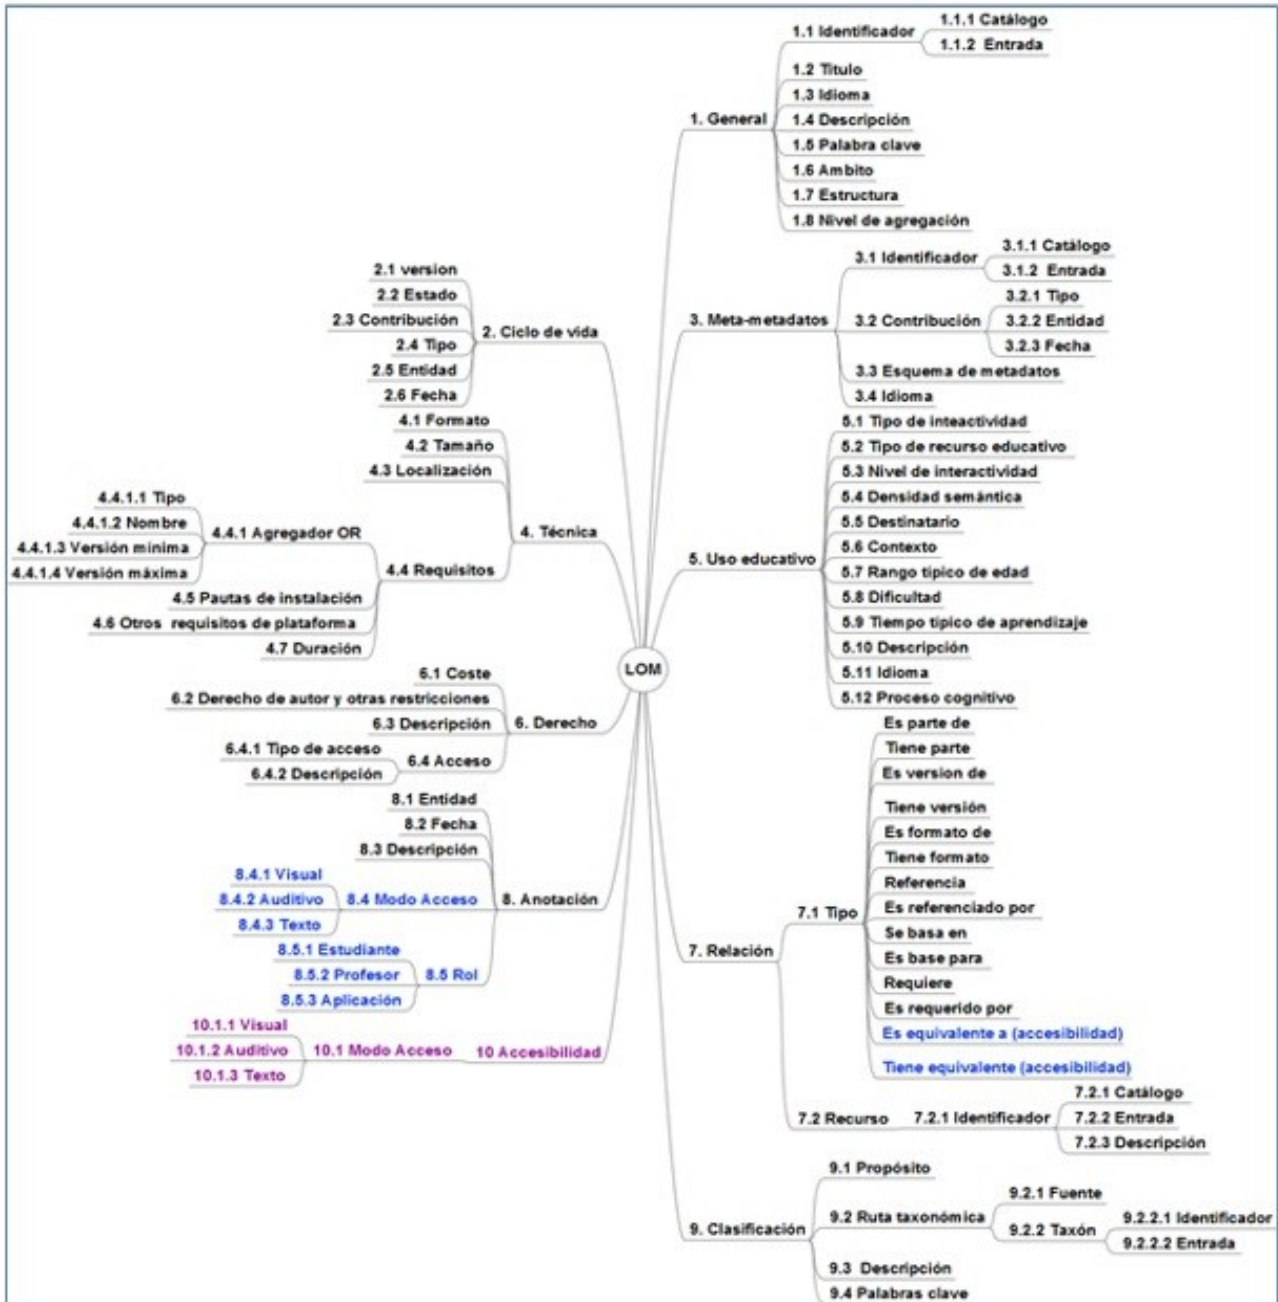 LOM
1. General
1.1 Identificador
1.1.1 Catálogo
1.1.2 Entrada
1.2 Titulo
1.3 Idioma
1.4 Descripción
1.5 Palabra clave
1.6 Ambito
1.7 Estructura
1.8 Nivel de agregación
2. Ciclo de vida
2.1 version
2.2 Estado
2.3 Contribución
2.4 Tipo
2.5 Entidad
2.6 Fecha
3. Meta-metadatos
3.1 Identificador
3.1.1 Catálogo
3.1.2 Entrada
3.2 Contribución
3.2.1 Tipo
3.2.2 Entidad
3.2.3 Fecha
3.3 Esquema de metadatos
3.4 Idioma
4. Técnica
4.1 Formato
4.2 Tamaño
4.3 Localización
4.4 Requisitos
4.4.1 Agregador OR
4.4.1.1 Tipo
4.4.1.2 Nombre
4.4.1.3 Versión mínima
4.4.1.4 Versión máxima
4.5 Pautas de instalación
4.6 Otros requisitos de plataforma
4.7 Duración
5. Uso educativo
5.1 Tipo de inteactividad
5.2 Tipo de recurso educativo
5.3 Nivel de interactividad
5.4 Densidad semántica
5.5 Destinatario
5.6 Contexto
5.7 Rango típico de edad
5.8 Dificultad
5.9 Tiempo típico de aprendizaje
5.10 Descripción
5.11 Idioma
5.12 Proceso cognitivo
6. Derecho
6.1 Coste
6.2 Derecho de autor y otras restricciones
6.3 Descripción
6.4 Acceso
6.4.1 Tipo de acceso
6.4.2 Descripción
7. Relación
7.1 Tipo
Es parte de
Tiene parte
Es version de
Tiene versión
Es formato de
Tiene formato
Referencia
Es referenciado por
Se basa en
Es base para
Requiere
Es requerido por
Es equivalente a (accesibilidad)
Tiene equivalente (accesibilidad)
7.2 Recurso
7.2.1 Identificador
7.2.1 Catálogo
7.2.2 Entrada
7.2.3 Descripción
8. Anotación
8.1 Entidad
8.2 Fecha
8.3 Descripción
8.4 Modo Acceso
8.4.1 Visual
8.4.2 Auditivo
8.4.3 Texto
8.5 Rol
8.5.1 Estudiante
8.5.2 Profesor
8.5.3 Aplicación
9. Clasificación
9.1 Propósito
9.2 Ruta taxonómica
9.2.1 Fuente
9.2.2 Taxón
9.2.2.1 Identificador
9.2.2.2 Entrada
9.3 Descripción
9.4 Palabras clave
10 Accesibilidad
10.1 Modo Acceso
10.1.1 Visual
10.1.2 Auditivo
10.1.3 Texto